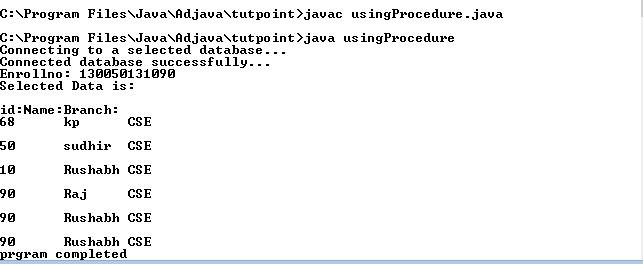 C:\Program Files\Java\Adjava\tutpoint>javac usingProcedure.java
C:\Program Files\Java\Adjava\tutpoint>java usingProcedure
Connecting to a selected database...
Connected database successfully...
Enrollno: 130050131090
Selected Data is:
id:Name:Branch:
68 kp CSE
50 sudhir CSE
10 Rushabh CSE
90 Raj CSE
90 Rushabh CSE
90 Rushabh CSE
prgram completed